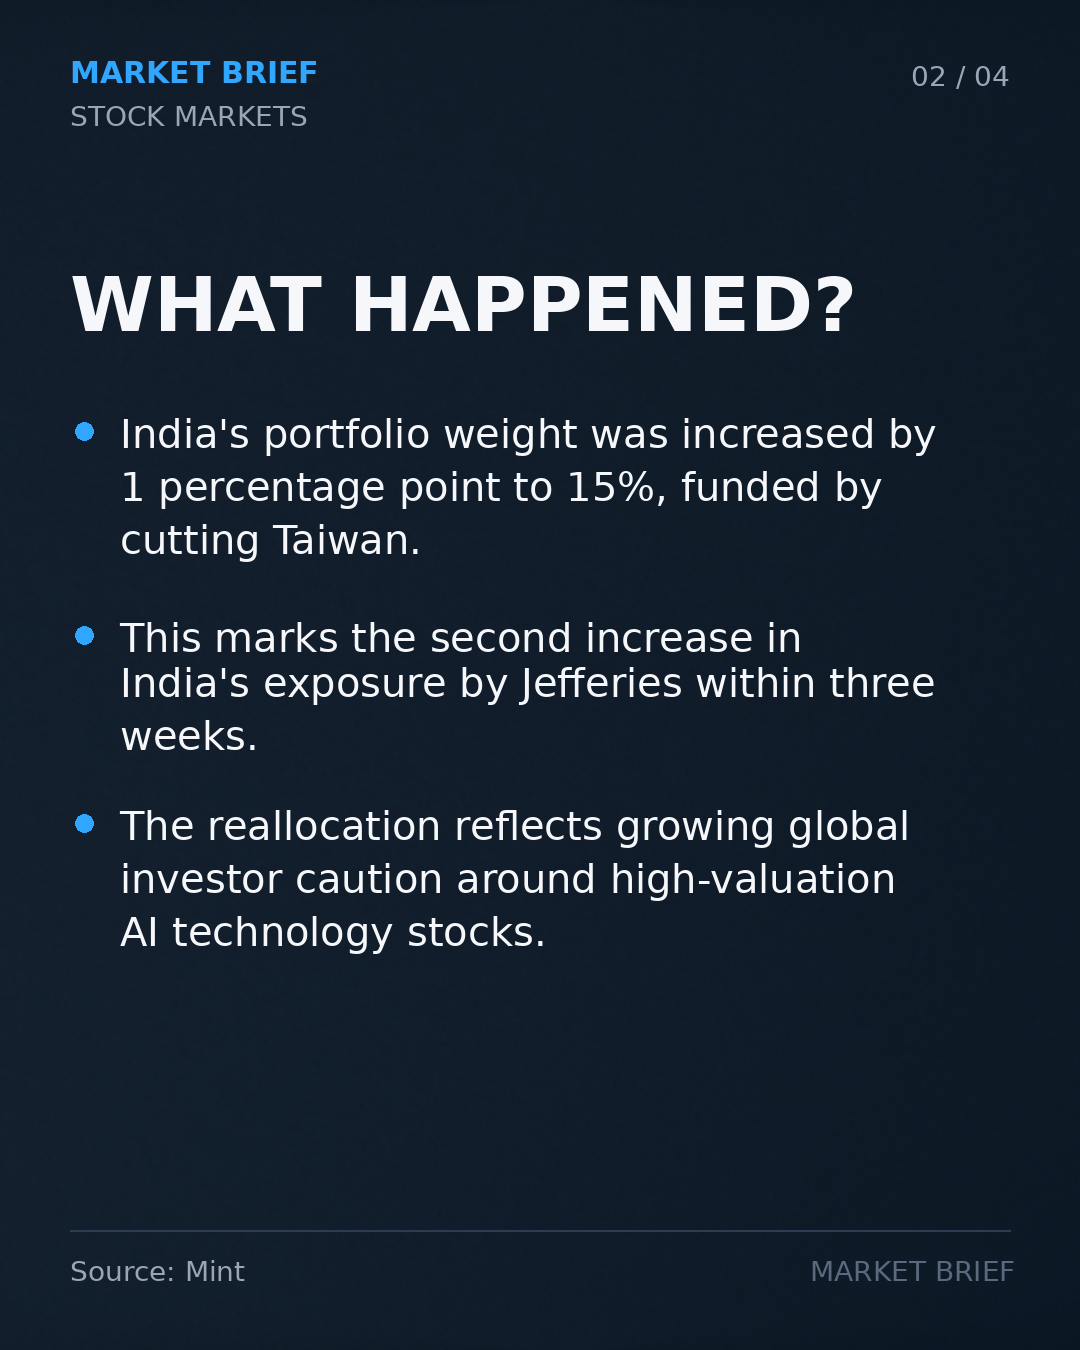 MARKET BRIEF
02 / 04
STOCK MARKETS
WHAT HAPPENED?
India's portfolio weight was increased by
1 percentage point to 15%, funded by
cutting Taiwan.
This marks the second increase in
India's exposure by Jefferies within three
weeks.
The reallocation reflects growing global
investor caution around high-valuation
AI technology stocks.
Source: Mint
MARKET BRIEF